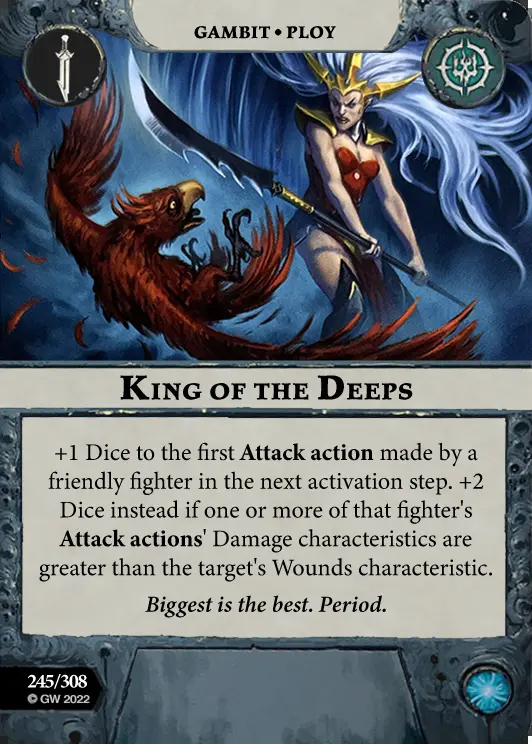 GAMBIT • PLOY
KING OF THE DEEPS
+1 Dice to the first Attack action made by a
friendly fighter in the next activation step. +2
Dice instead if one or more of that fighter's
Attack actions' Damage characteristics are
greater than the target's Wounds characteristic.
Biggest is the best. Period.
245/308
© GW 2022